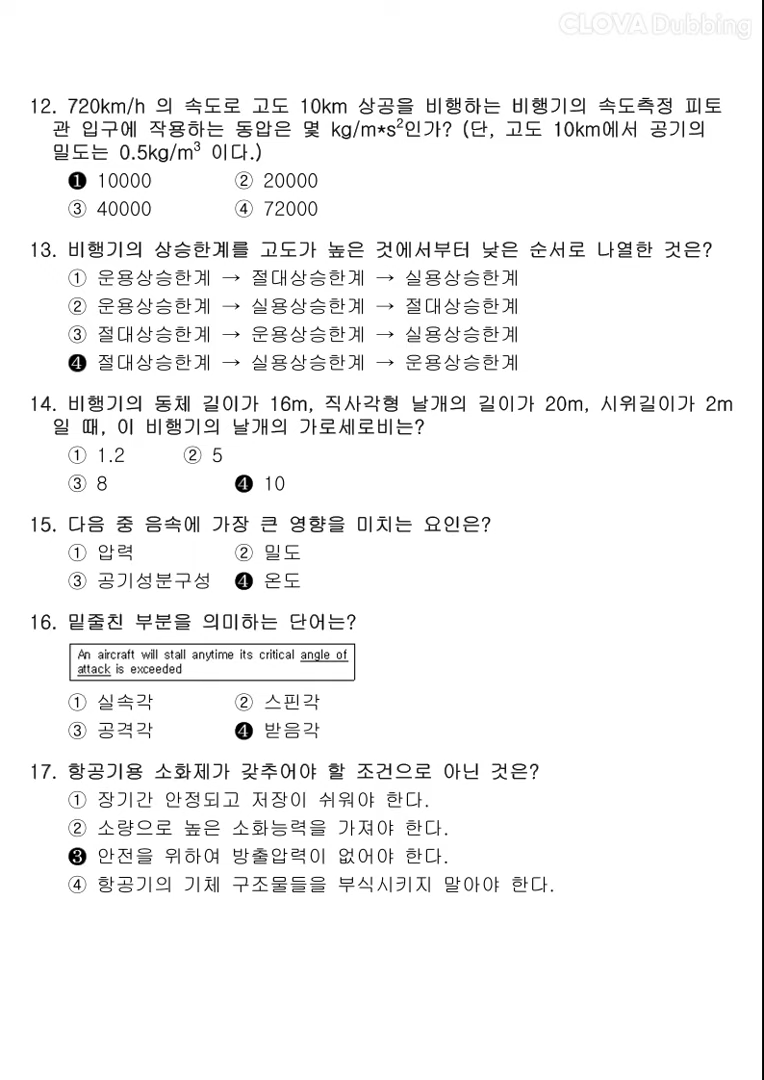 CLOVA Dubbing
12. 720km/h 의 속도로 고도 10km 상공을 비행하는 비행기의 속도측정 피토
관 입구에 작용하는 동압은 몇 kg/m*s²인가? (단, 고도 10km에서 공기의
밀도는 0.5kg/m³ 이다.)
❶ 10000 ② 20000
③ 40000 ④ 72000
13. 비행기의 상승한계를 고도가 높은 것에서부터 낮은 순서로 나열한 것은?
① 운용상승한계 → 절대상승한계 → 실용상승한계
② 운용상승한계 → 실용상승한계 → 절대상승한계
③ 절대상승한계 → 운용상승한계 → 실용상승한계
❹ 절대상승한계 → 실용상승한계 → 운용상승한계
14. 비행기의 동체 길이가 16m, 직사각형 날개의 길이가 20m, 시위길이가 2m
일 때, 이 비행기의 날개의 가로세로비는?
① 1.2 ② 5
③ 8 ❹ 10
15. 다음 중 음속에 가장 큰 영향을 미치는 요인은?
① 압력 ② 밀도
③ 공기성분구성 ❹ 온도
16. 밑줄친 부분을 의미하는 단어는?
An aircraft will stall anytime its critical angle of
attack is exceeded
① 실속각 ② 스핀각
③ 공격각 ❹ 받음각
17. 항공기용 소화제가 갖추어야 할 조건으로 아닌 것은?
① 장기간 안정되고 저장이 쉬워야 한다.
② 소량으로 높은 소화능력을 가져야 한다.
❸ 안전을 위하여 방출압력이 없어야 한다.
④ 항공기의 기체 구조물들을 부식시키지 말아야 한다.